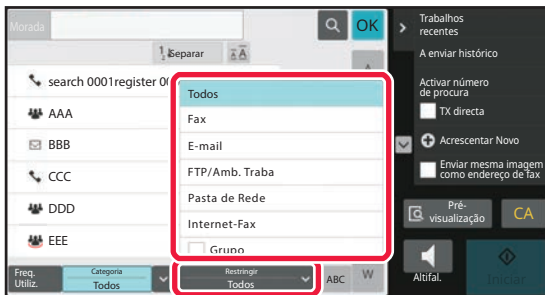 Morada
OK
1 2 Separar
A A
search 0001register 00
AAA
BBB
CCC
DDD
EEE
Todos
Fax
E-mail
FTP/Amb. Traba
Pasta de Rede
Internet-Fax
Grupo
Freq.
Utiliz.
Categoria
Todos
Restringir
Todos
ABC
W
Trabalhos
recentes
A enviar histórico
Activar número
de procura
TX directa
Acrescentar Novo
Enviar mesma imagem
como endereço de fax
Pré-
visualização
CA
Altifal.
Iniciar